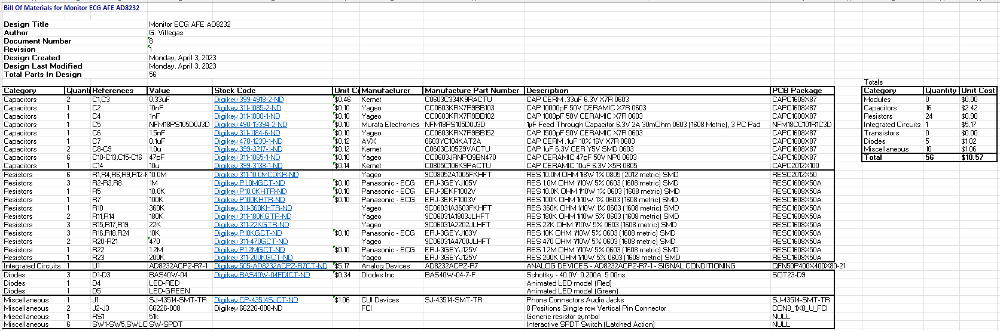 Bill Of Materials for Monitor ECG AFE AD8232
Design Title Monitor ECG AFE AD8232
Author G. Villegas
Document Number 8
Revision 1
Design Created Monday, April 3, 2023
Design Last Modified Monday, April 3, 2023
Total Parts In Design 56
Totals
Category Quanti References Value Stock Code Unit C Manufacturer Manufacture Part Number Description PCB Package Category Quantity Unit Cost
Capacitors 2 C1,C3 0.33uF Digikey 399-4918-2-ND $0.46 Kemet C0603C334K9RACTU CAP CERM .33uF 6.3V X7R 0603 CAPC1608X87 Modules 0 $0.00
Capacitors 1 C2 10nF Digikey 311-1085-2-ND $0.10 Yageo CC0603KRX7R9BB103 CAP 10000pF 50V CERAMIC X7R 0603 CAPC1608X87 Capacitors 16 $2.42
Capacitors 1 C4 1nF Digikey 311-1080-1-ND $0.10 Yageo CC0603KRX7R9BB102 CAP 1000pF 50V CERAMIC X7R 0603 CAPC1608X87 Resistors 24 $0.90
Capacitors 1 C5 NFM18PS105D0J3D Digikey 490-13394-2-ND $0.10 Murata Electronics NFM18PS105D0J3D 1µF Feed Through Capacitor 6.3V 2A 30mOhm 0603 (1608 Metric), 3 PC Pad NFM18CC101R1C3D Integrated Circuits 1 $5.17
Capacitors 1 C6 1.5nF Digikey 311-1184-6-ND $0.10 Yageo CC0603KRX7R9BB152 CAP 1500pF 50V CERAMIC X7R 0603 CAPC1608X87 Transistors 0 $0.00
Capacitors 1 C7 0.1uF Digikey 478-1239-1-ND $0.12 AVX 0603YC104KAT2A CAP CERM .1uF 10% 16V X7R 0603 CAPC1608X87 Diodes 5 $1.02
Capacitors 2 C8-C9 1.0u Digikey 399-3217-1-ND $0.12 Kemet C0603C105Z9VACTU CAP 1uF 6.3V CER Y5V SMD 0603 CAPC1608X87 Miscellaneous 10 $1.06
Capacitors 6 C10-C13,C15-C16 47pF Digikey 311-1065-1-ND $0.10 Yageo CC0603JRNPO9BN470 CAP CERAMIC 47pF 50V NP0 0603 CAPC1608X87 Total 56 $10.57
Capacitors 1 C14 10u Digikey 399-3138-1-ND $0.14 Kemet C0805C106K9PACTU CAP CERAMIC 10uF 6.3V X5R 0805 CAPC2012X100
Resistors 6 R1,R4,R6,R9,R12-F 10.0M Digikey 311-10.0MCDKR-ND Yageo 9C08052A1005FKHFT RES 10.0M OHM 1/8W 1% 0805 (2012 metric) SMD RESC2012X50
Resistors 3 R2-R3,R8 1M Digikey P1.0MGCT-ND $0.10 Panasonic - ECG ERJ-3GEYJ105V RES 1.0M OHM 1/10W 5% 0603 (1608 metric) SMD RESC1608X50A
Resistors 1 R5 10.0K Digikey P10.0KHTR-ND $0.10 Panasonic - ECG ERJ-3EKF1002V RES 10.0K OHM 1/10W 1% 0603 (1608 metric) SMD RESC1608X50A
Resistors 1 R7 100K Digikey P100KHTR-ND $0.10 Panasonic - ECG ERJ-3EKF1003V RES 100K OHM 1/10W 1% 0603 (1608 metric) SMD RESC1608X50A
Resistors 1 R10 360K Digikey 311-360KHTR-ND Yageo 9C06031A3603FKHFT RES 360K OHM 1/10W 1% 0603 (1608 metric) SMD RESC1608X50A
Resistors 2 R11,R14 180K Digikey 311-180KGTR-ND Yageo 9C06031A1803JLHFT RES 180K OHM 1/10W 5% 0603 (1608 metric) SMD RESC1608X50A
Resistors 3 R15,R17,R19 22K Digikey 311-22KGTR-ND Yageo 9C06031A2202JLHFT RES 22K OHM 1/10W 5% 0603 (1608 metric) SMD RESC1608X50A
Resistors 3 R16,R18,R24 10K Digikey P10KGCT-ND $0.10 Panasonic - ECG ERJ-3GEYJ103V RES 10K OHM 1/10W 5% 0603 (1608 metric) SMD RESC1608X50A
Resistors 2 R20-R21 470 Digikey 311-470GCT-ND Yageo 9C06031A4700JLHFT RES 470 OHM 1/10W 5% 0603 (1608 metric) SMD RESC1608X50A
Resistors 1 R22 1.2M Digikey P1.2MGCT-ND $0.10 Panasonic - ECG ERJ-3GEYJ125V RES 1.2M OHM 1/10W 5% 0603 (1608 metric) SMD RESC1608X50A
Resistors 1 R23 200K Digikey 311-200KGCT-ND Yageo ERJ-3GEYJ125V RES 200K OHM 1/10W 5% 0603 (1608 metric) SMD RESC1608X50A
Integrated Circuits 1 U1 AD8232ACPZ-R7-1 Digikey 505-AD8232ACPZ-R7CT-ND $5.17 Analog Devices AD8232ACPZ-R7 ANALOG DEVICES - AD8232ACPZ-R7-1 - SIGNAL CONDITIONING QFN50P400X400X80-21
Diodes 3 D1-D3 BAS40W-04 Digikey BAS40W-04FDICT-ND $0.34 Diodes Inc. BAS40W-04-7-F Schottky - 40.0V 0.200A 5.00ns SOT23-D9
Diodes 1 D4 LED-RED Animated LED model (Red)
Diodes 1 D5 LED-GREEN Animated LED model (Green)
Miscellaneous 1 J1 SJ-43514-SMT-TR Digikey CP-43514SJCT-ND $1.06 CUI Devices SJ-43514-SMT-TR Phone Connectors Audio Jacks SJ-43514-SMT-TR
Miscellaneous 2 J2-J3 66226-008 Digikey 66226-008-ND FCI 8 Positions Single row Vertical Pin Connector CON8_1X8_U_FCI
Miscellaneous 1 RS1 51k Generic resistor symbol NULL
Miscellaneous 6 SW1-SW5,SWLC SW-SPDT Interactive SPDT Switch (Latched Action) NULL